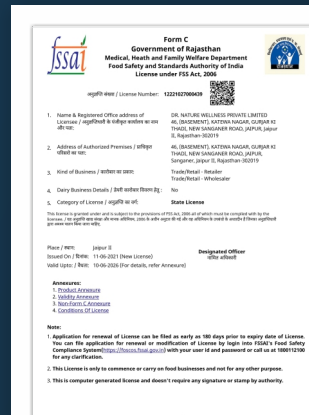 fssai
Form C
Government of Rajasthan
Medical, Heath and Family Welfare Department
Food Safety and Standards Authority of India
License under FSS Act, 2006
अनुज्ञप्ति संख्या / License Number: 12221027000439
1. Name & Registered Office address of Licensee / अनुज्ञप्तिधारी के पंजीकृत कार्यालय का नाम और पता:
DR. NATURE WELLNESS PRIVATE LIMITED
46, (BASEMENT), KATEWA NAGAR, GURJAR KI
THADI, NEW SANGANER ROAD, JAIPUR, Jaipur
II, Rajasthan-302019
2. Address of Authorized Premises / प्राधिकृत परिसरों का पता:
46, (BASEMENT), KATEWA NAGAR, GURJAR KI
THADI, NEW SANGANER ROAD, JAIPUR,
Sanganer, Jaipur II, Rajasthan-302019
3. Kind of Business / कारोबार का प्रकार:
Trade/Retail - Retailer
Trade/Retail - Wholesaler
4. Dairy Business Details / डेयरी कारोबार विवरण हेतु :
No
5. Category of License / अनुज्ञप्ति का वर्ग:
State License
This license is granted under and is subject to the provisions of FSS Act, 2006 all of which must be complied with by the
Place / स्थान: Jaipur II
Issued On / दिनांक: 11-06-2021 (New License)
Valid Upto: / वैधता: 10-06-2026 (For details, refer Annexure)
Designated Officer
Annexures:
1. Product Annexure
2. Validity Annexure
3. Non-Form C Annexure
4. Conditions Of License
Note:
1. Application for renewal of License can be filed as early as 180 days prior to expiry date of License.
You can file application for renewal or modification of License by login into FSSAI's Food Safety
Compliance System(https://foscos.fssai.gov.in) with your user id and password or call us at 1800112100
for any clarification.
2. This License is only to commence or carry on food businesses and not for any other purpose.
3. This is computer generated license and doesn't require any signature or stamp by authority.